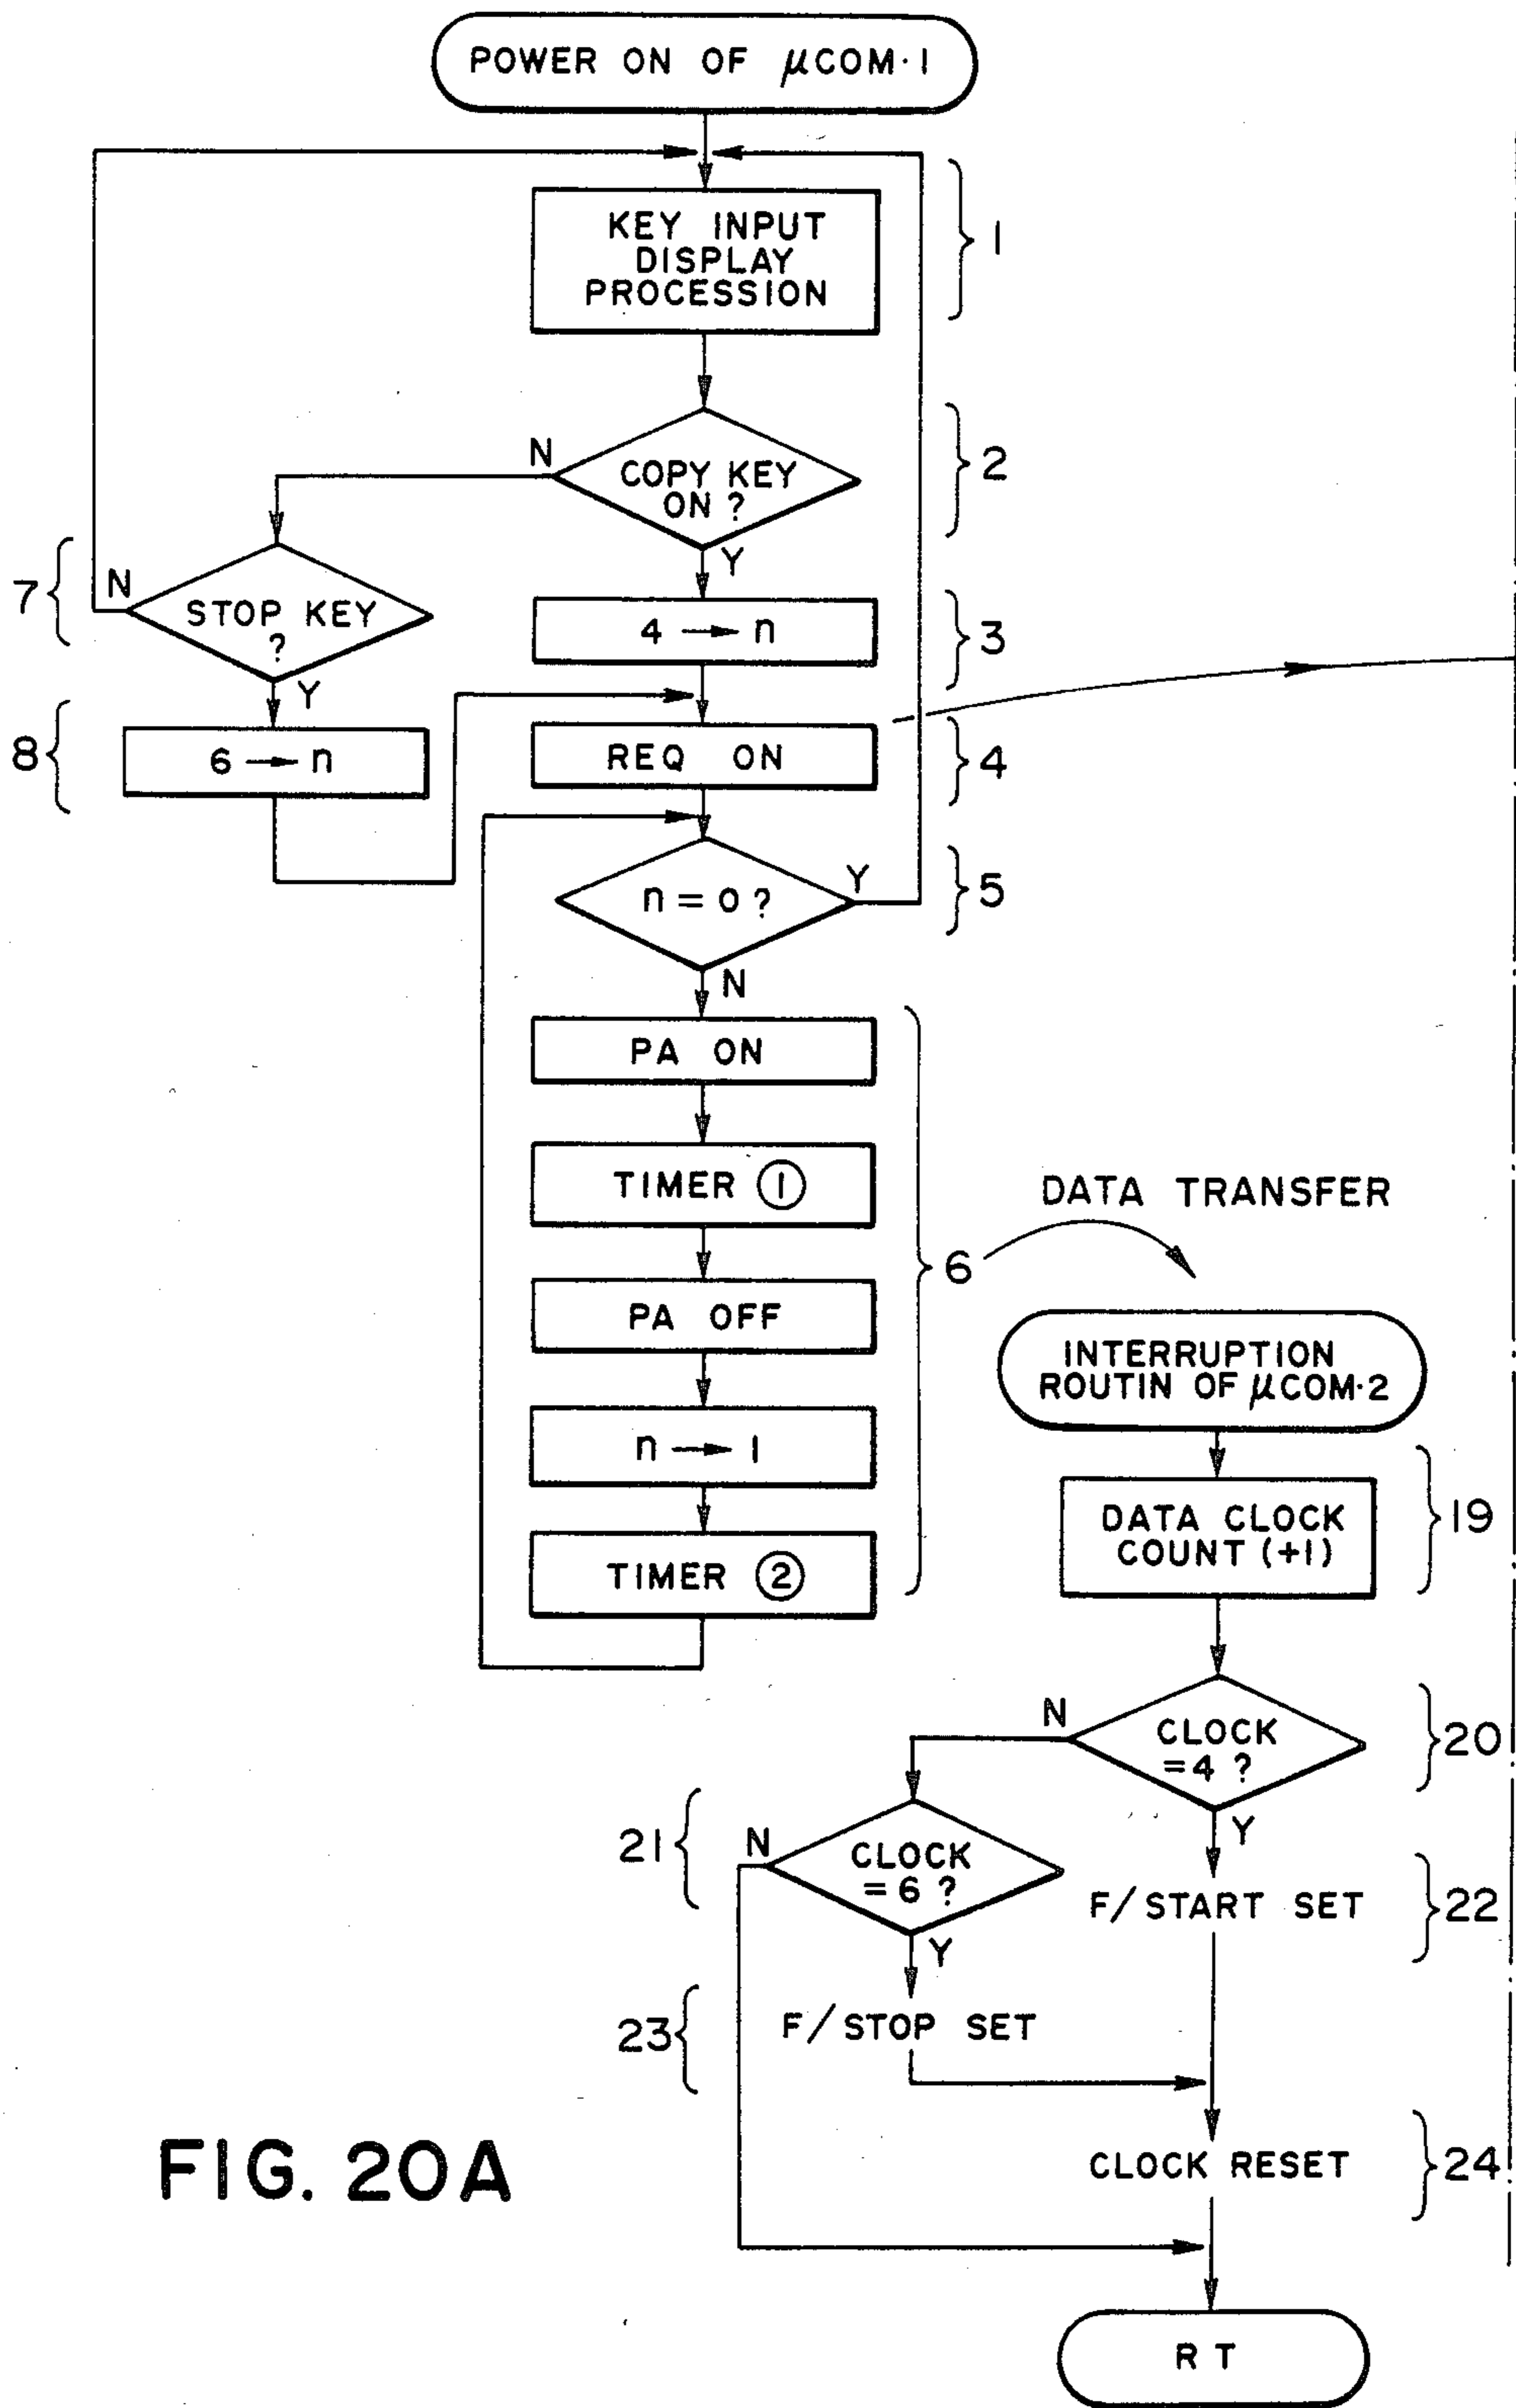 POWER ON OF μCOM·1
KEY INPUT
DISPLAY
PROCESSION
1
N
COPY KEY
ON ?
2
Y
7
N
STOP KEY
?
4 → n
3
Y
8
6 → n
REQ ON
4
n = 0 ?
Y
5
N
PA ON
TIMER ①
DATA TRANSFER
6
PA OFF
INTERRUPTION
ROUTIN OF μCOM·2
n → 1
DATA CLOCK
COUNT (+1)
19
TIMER ②
N
CLOCK
= 4 ?
20
21
N
CLOCK
= 6 ?
Y
F/START SET
22
Y
23
F/STOP SET
CLOCK RESET
24
FIG. 20A
RT